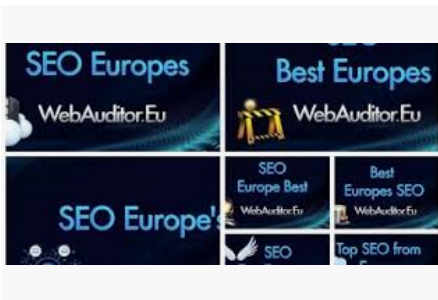 SEO Europes
WebAuditor.Eu
SEO
Best Europes
WebAuditor.Eu
SEO Europe's
SEO
Europe Best
WebAuditor.Eu
Best
Europes SEO
WebAuditor.Eu
SEO
Top SEO from